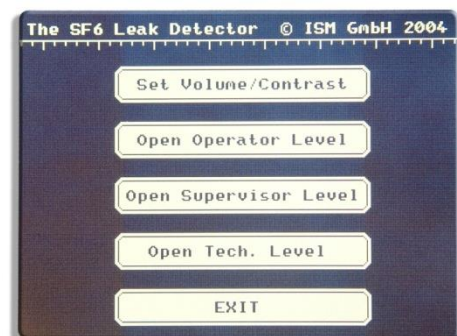 The SF6 Leak Detector © ISM GmbH 2004
Set Volume/Contrast
Open Operator Level
Open Supervisor Level
Open Tech. Level
EXIT